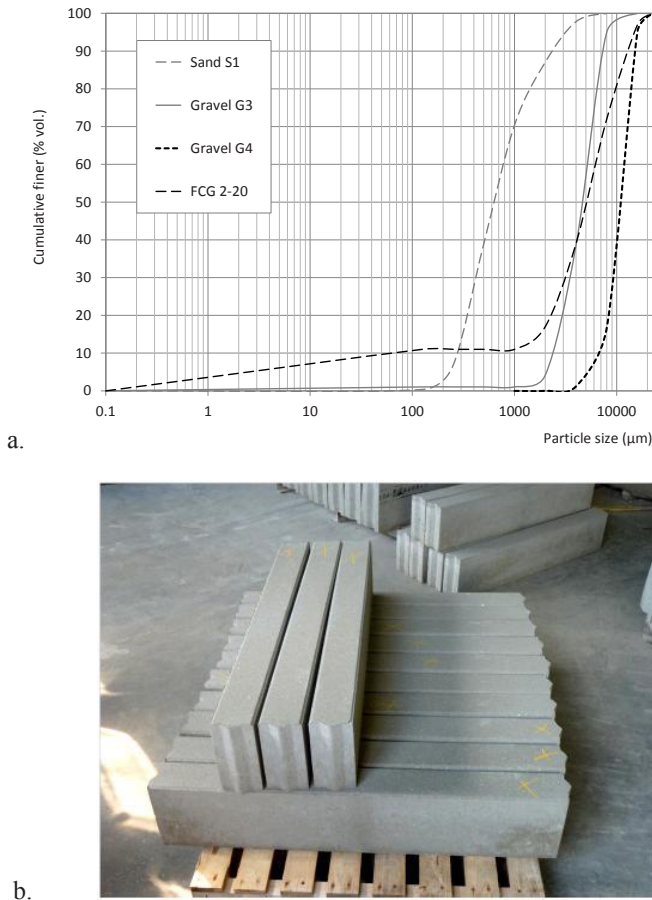 100
90
80
70
60
50
40
30
20
10
0
Cumulative finer (% vol.)
Sand S1
Gravel G3
Gravel G4
FCG 2-20
0.1 1 10 100 1000 10000
Particle size (µm)
a.
b.